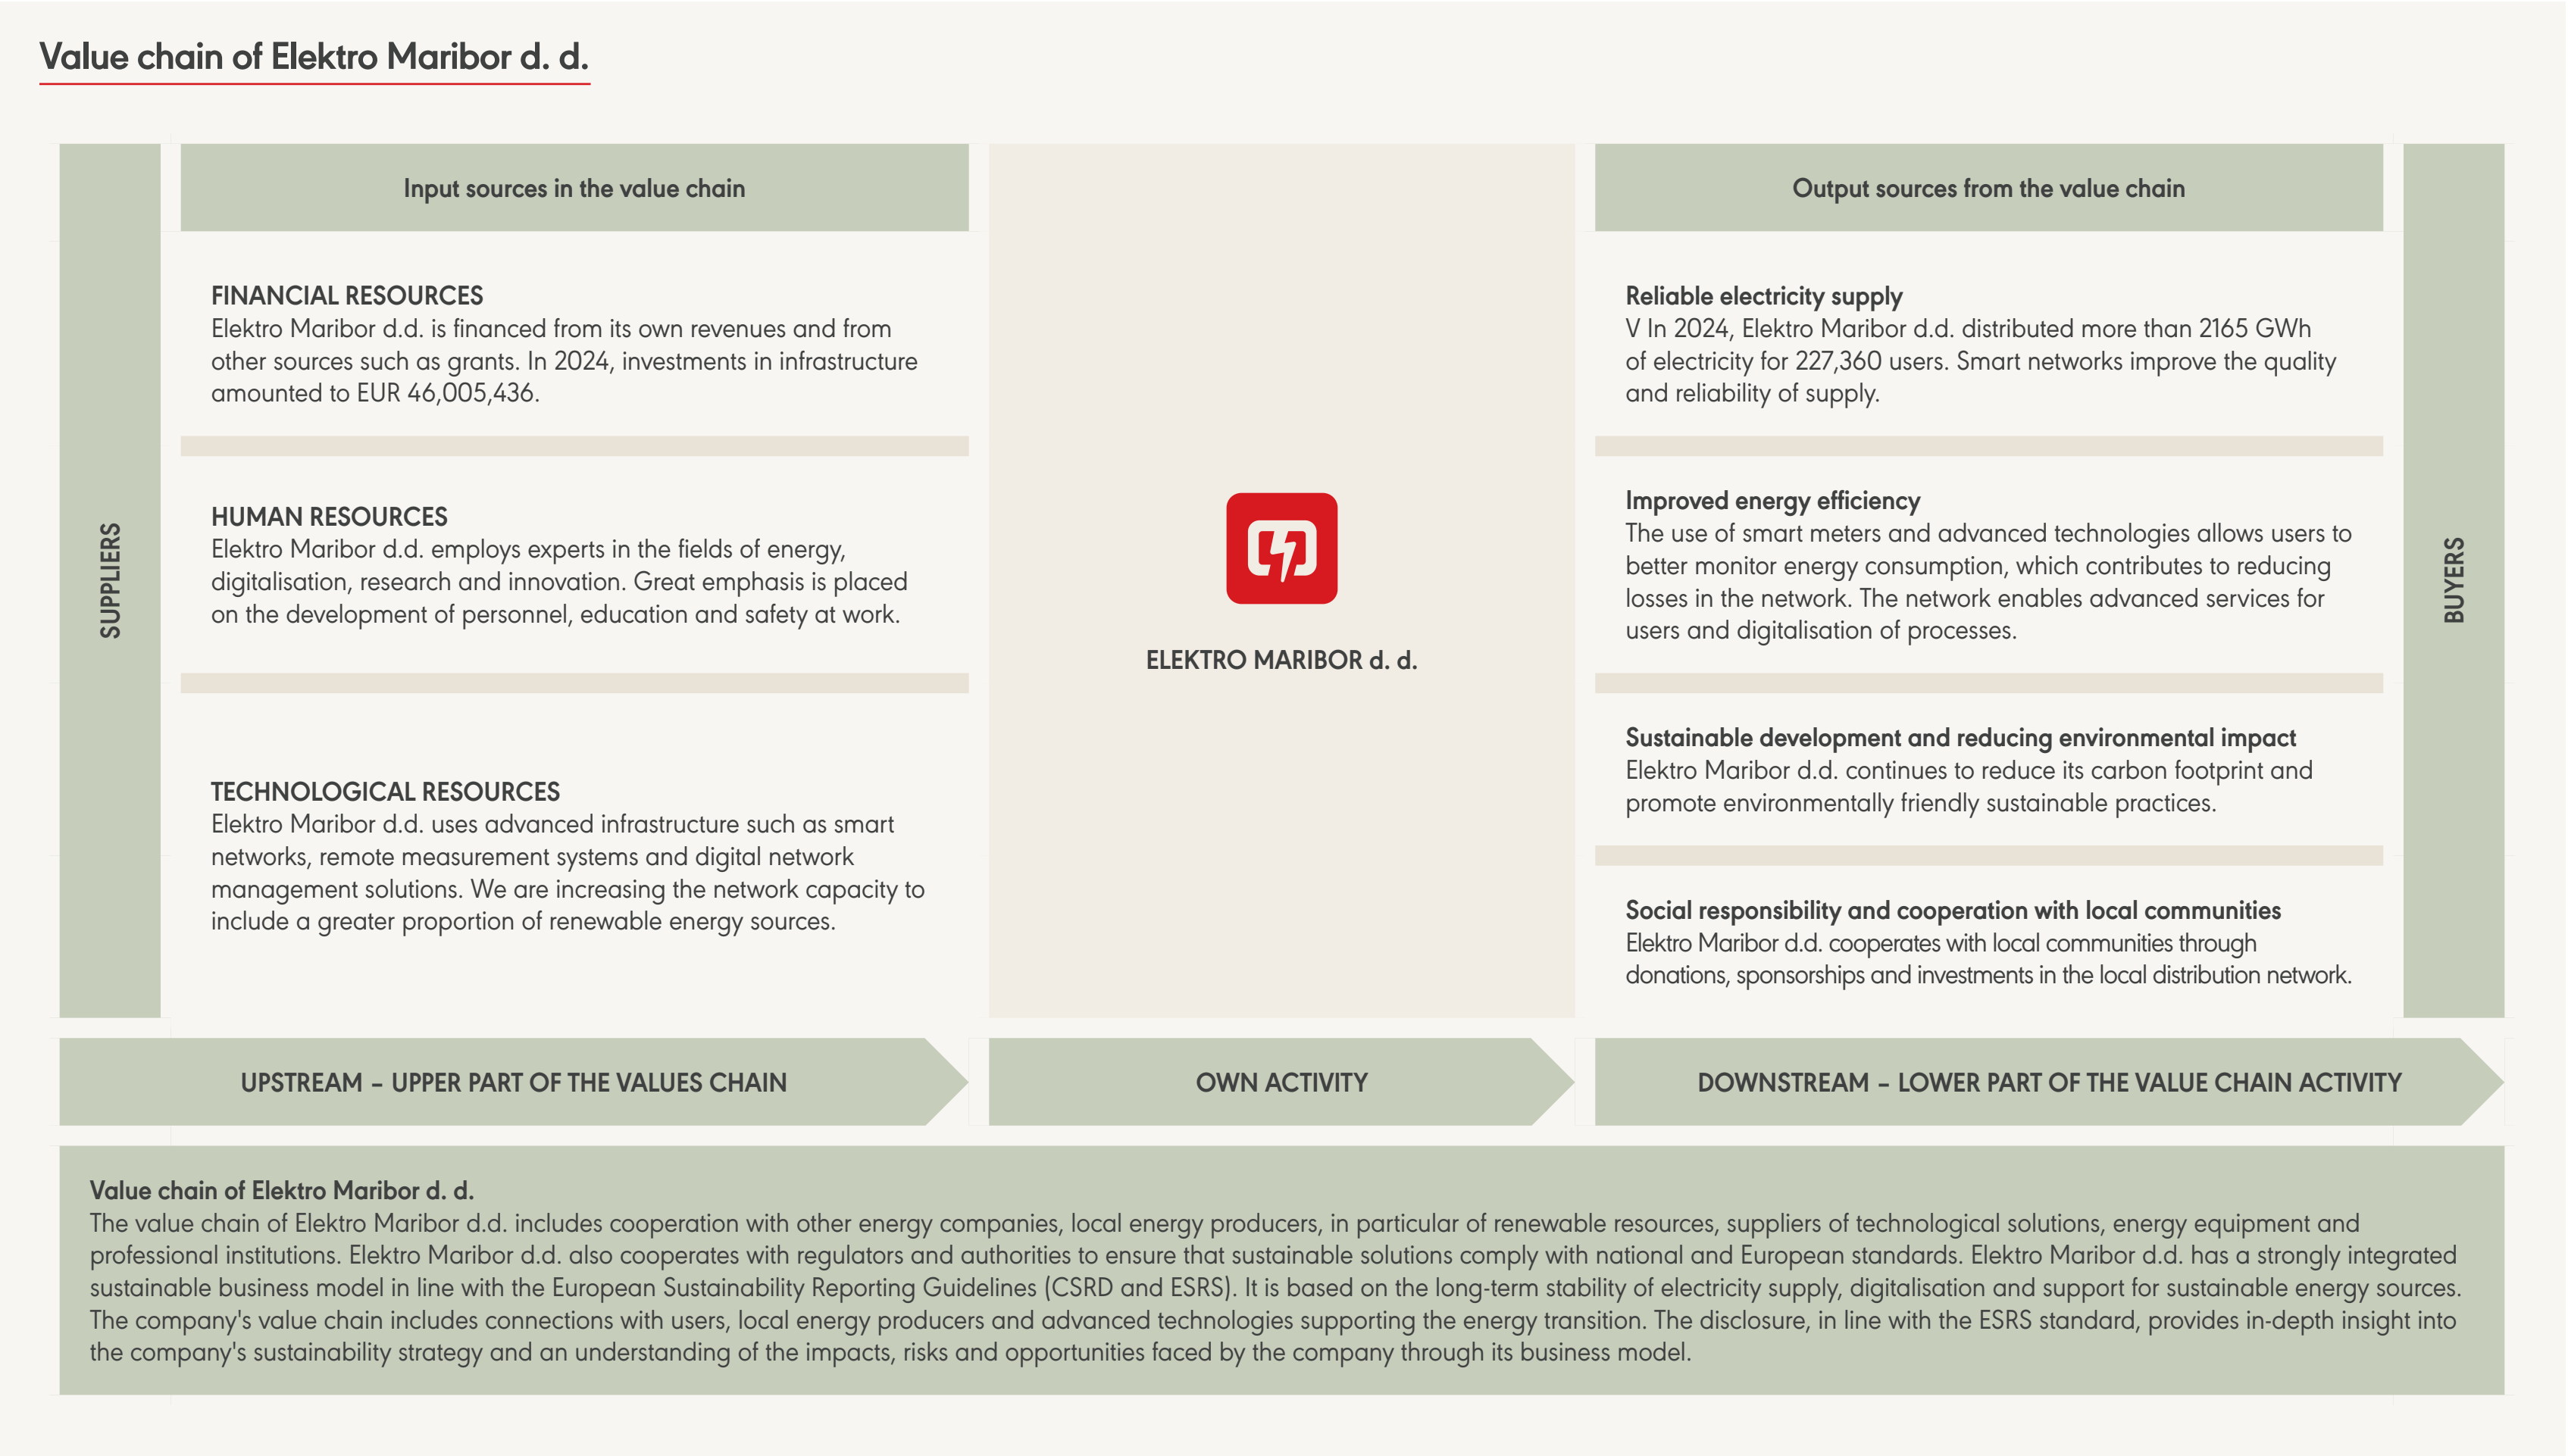 Value chain of Elektro Maribor d. d.
SUPPLIERS
Input sources in the value chain
FINANCIAL RESOURCES
Elektro Maribor d.d. is financed from its own revenues and from
other sources such as grants. In 2024, investments in infrastructure
amounted to EUR 46,005,436.
HUMAN RESOURCES
Elektro Maribor d.d. employs experts in the fields of energy,
digitalisation, research and innovation. Great emphasis is placed
on the development of personnel, education and safety at work.
TECHNOLOGICAL RESOURCES
Elektro Maribor d.d. uses advanced infrastructure such as smart
networks, remote measurement systems and digital network
management solutions. We are increasing the network capacity to
include a greater proportion of renewable energy sources.
ELEKTRO MARIBOR d. d.
Output sources from the value chain
Reliable electricity supply
V In 2024, Elektro Maribor d.d. distributed more than 2165 GWh
of electricity for 227,360 users. Smart networks improve the quality
and reliability of supply.
Improved energy efficiency
The use of smart meters and advanced technologies allows users to
better monitor energy consumption, which contributes to reducing
losses in the network. The network enables advanced services for
users and digitalisation of processes.
Sustainable development and reducing environmental impact
Elektro Maribor d.d. continues to reduce its carbon footprint and
promote environmentally friendly sustainable practices.
Social responsibility and cooperation with local communities
Elektro Maribor d.d. cooperates with local communities through
donations, sponsorships and investments in the local distribution network.
BUYERS
UPSTREAM – UPPER PART OF THE VALUES CHAIN
OWN ACTIVITY
DOWNSTREAM – LOWER PART OF THE VALUE CHAIN ACTIVITY
Value chain of Elektro Maribor d. d.
The value chain of Elektro Maribor d.d. includes cooperation with other energy companies, local energy producers, in particular of renewable resources, suppliers of technological solutions, energy equipment and
professional institutions. Elektro Maribor d.d. also cooperates with regulators and authorities to ensure that sustainable solutions comply with national and European standards. Elektro Maribor d.d. has a strongly integrated
sustainable business model in line with the European Sustainability Reporting Guidelines (CSRD and ESRS). It is based on the long-term stability of electricity supply, digitalisation and support for sustainable energy sources.
The company's value chain includes connections with users, local energy producers and advanced technologies supporting the energy transition. The disclosure, in line with the ESRS standard, provides in-depth insight into
the company's sustainability strategy and an understanding of the impacts, risks and opportunities faced by the company through its business model.